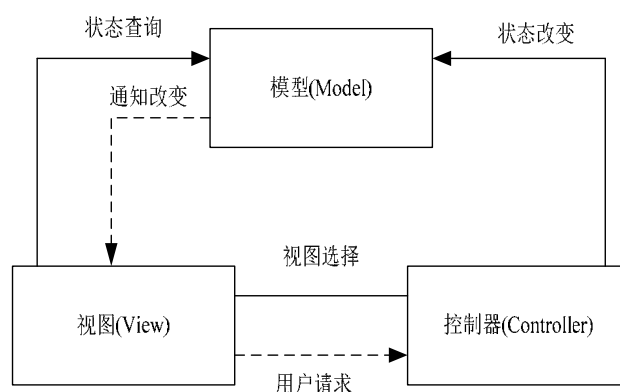 状态查询
状态改变
模型(Model)
通知改变
视图选择
视图(View)
控制器(Controller)
用户请求